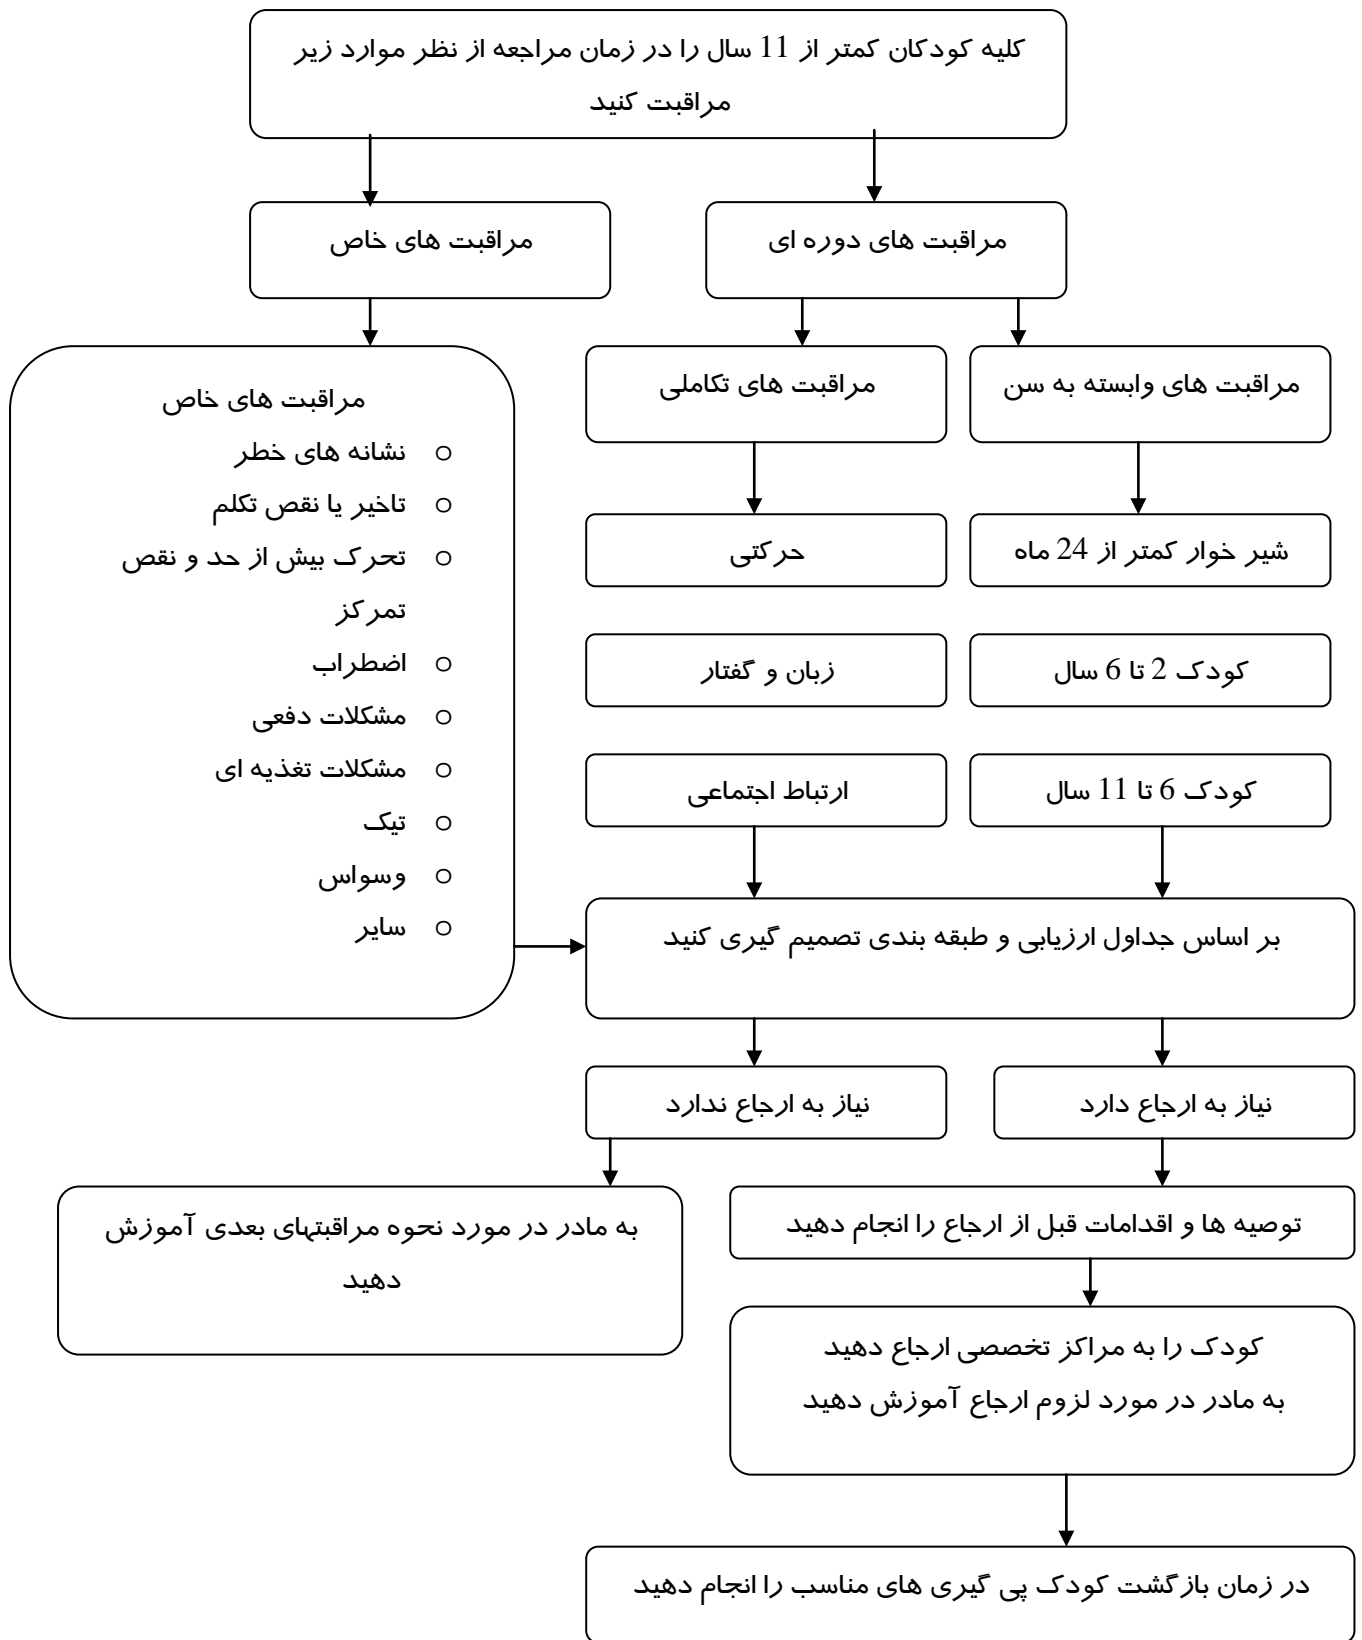 کلیه کودکان کمتر از 11 سال را در زمان مراجعه از نظر موارد زیر
مراقبت کنید
مراقبت های دوره ای
مراقبت های خاص
مراقبت های وابسته به سن
مراقبت های تکاملی
مراقبت های خاص
o نشانه های خطر
o تاخیر یا نقص تکلم
o تحرک بیش از حد و نقص
تمرکز
o اضطراب
o مشکلات دفعی
o مشکلات تغذیه ای
o تیک
o وسواس
o سایر
شیر خوار کمتر از 24 ماه
حرکتی
کودک 2 تا 6 سال
زبان و گفتار
کودک 6 تا 11 سال
ارتباط اجتماعی
بر اساس جداول ارزیابی و طبقه بندی تصمیم گیری کنید
نیاز به ارجاع دارد
نیاز به ارجاع ندارد
توصیه ها و اقدامات قبل از ارجاع را انجام دهید
به مادر در مورد نحوه مراقبتهای بعدی آموزش
دهید
کودک را به مراکز تخصصی ارجاع دهید
به مادر در مورد لزوم ارجاع آموزش دهید
در زمان بازگشت کودک پی گیری های مناسب را انجام دهید